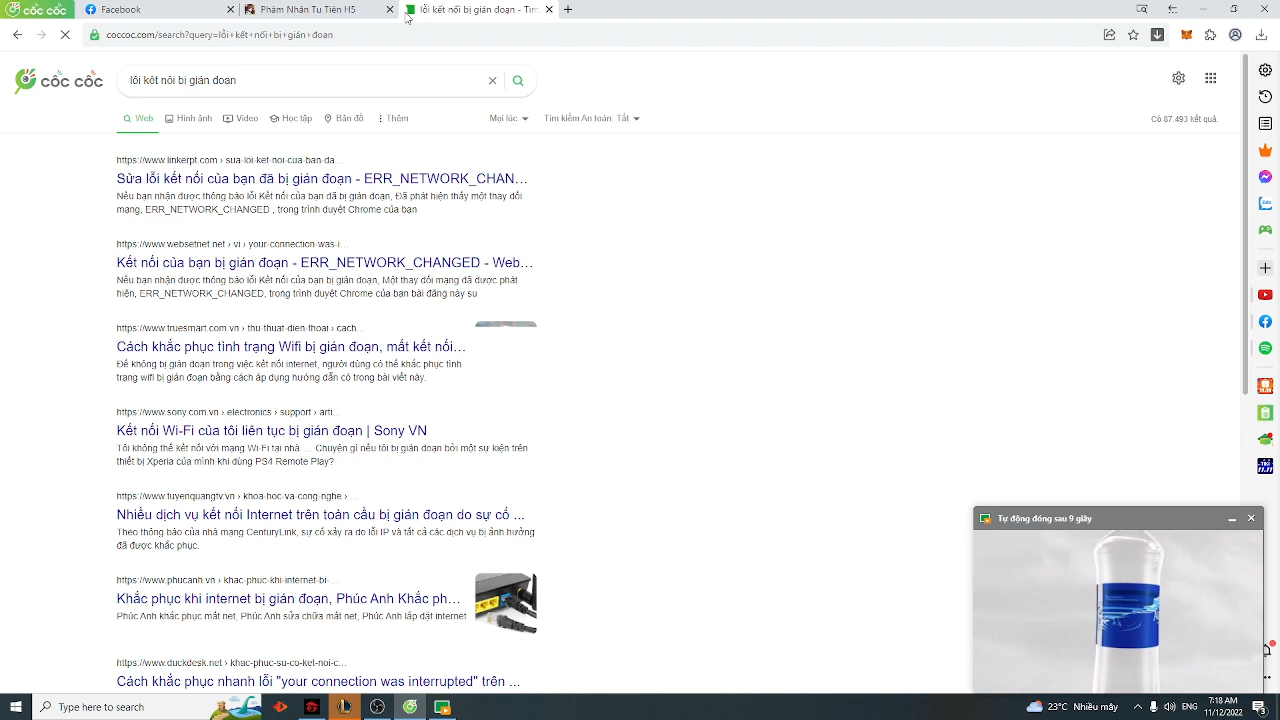 cốc cốc
Facebook
Phàm Nhân Tu Tiên H5
lỗi kết nối bị gián đoạn - Tìm
coccoc.com/search?query=lỗi+kết+nối+bị+gián+đoạn
cốc cốc
lỗi kết nối bị gián đoạn
Web
Hình ảnh
Video
Học tập
Bản đồ
Thêm
Mọi lúc
Tìm kiếm An toàn: Tắt
Có 87.493 kết quả.
https://www.linkerpt.com › sua-loi-ket-noi-cua-ban-da...
Sửa lỗi kết nối của bạn đã bị gián đoạn - ERR_NETWORK_CHAN...
Nếu bạn nhận được thông báo lỗi Kết nối của bạn đã bị gián đoạn, Đã phát hiện thấy một thay đổi
mạng, ERR_NETWORK_CHANGED , trong trình duyệt Chrome của bạn
https://www.websetnet.net › vi › your-connection-was-i...
Kết nối của bạn bị gián đoạn - ERR_NETWORK_CHANGED - Web...
Nếu bạn nhận được thông báo lỗi Kết nối của bạn bị gián đoạn, Một thay đổi mạng đã được phát
hiện, ERR_NETWORK_CHANGED, trong trình duyệt Chrome của bạn bài đăng này sụ
https://www.truesmart.com.vn › thu-thuat-dien-thoai › cach...
Cách khắc phục tình trạng Wifi bị gián đoạn, mất kết nối...
Để không bị gián đoạn trong việc kết nối internet, người dùng có thể khắc phục tình
trạng wifi bị gián đoạn bằng cách áp dụng hướng dẫn có trong bài viết này.
https://www.sony.com.vn › electronics › support › arti...
Kết nối Wi-Fi của tôi liên tục bị gián đoạn | Sony VN
Tôi không thể kết nối với mạng Wi-Fi tại nhà ... Chuyện gì nếu tôi bị gián đoạn bởi một sự kiện trên
thiết bị Xperia của mình khi dùng PS4 Remote Play?
https://www.tuyenquangtv.vn › khoa-hoc-va-cong-nghe › ...
Nhiều dịch vụ kết nối Internet trên toàn cầu bị gián đoạn do sự cố ...
Theo thông báo của nhà mạng CenturyLink, sự cố xảy ra do lỗi IP và tất cả các dịch vụ bị ảnh hưởng
đã được khắc phục.
https://www.phucanh.vn › khac-phuc-khi-internet-bi-...
Khắc phục khi internet bị gián đoạn, Phúc Anh Khắc ph...
Phúc Anh khắc phục mất net, Phúc Anh sửa chữa mất net, Phúc Anh làm gì internet
https://www.duckdesk.net › khac-phuc-su-co-ket-noi-c...
Cách khắc phục nhanh lỗi "your connection was interrupted" trên ...
Tự động đóng sau 9 giây
Zalo
Type here to search
22°C Nhiều mây
7:18 AM
11/12/2022